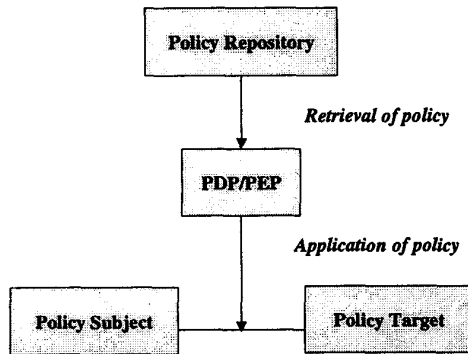 Policy Repository
Retrieval of policy
PDP/PEP
Application of policy
Policy Subject
Policy Target